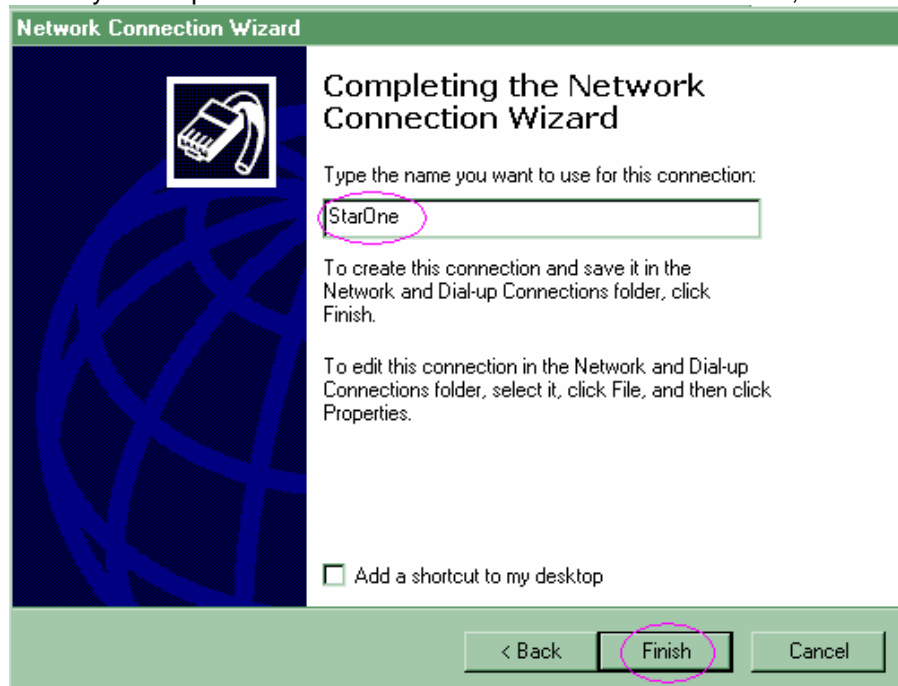 Network Connection Wizard
Completing the Network
Connection Wizard
Type the name you want to use for this connection:
StarOne
To create this connection and save it in the
Network and Dial-up Connections folder, click
Finish.
To edit this connection in the Network and Dial-up
Connections folder, select it, click File, and then click
Properties.
Add a shortcut to my desktop
< Back
Finish
Cancel